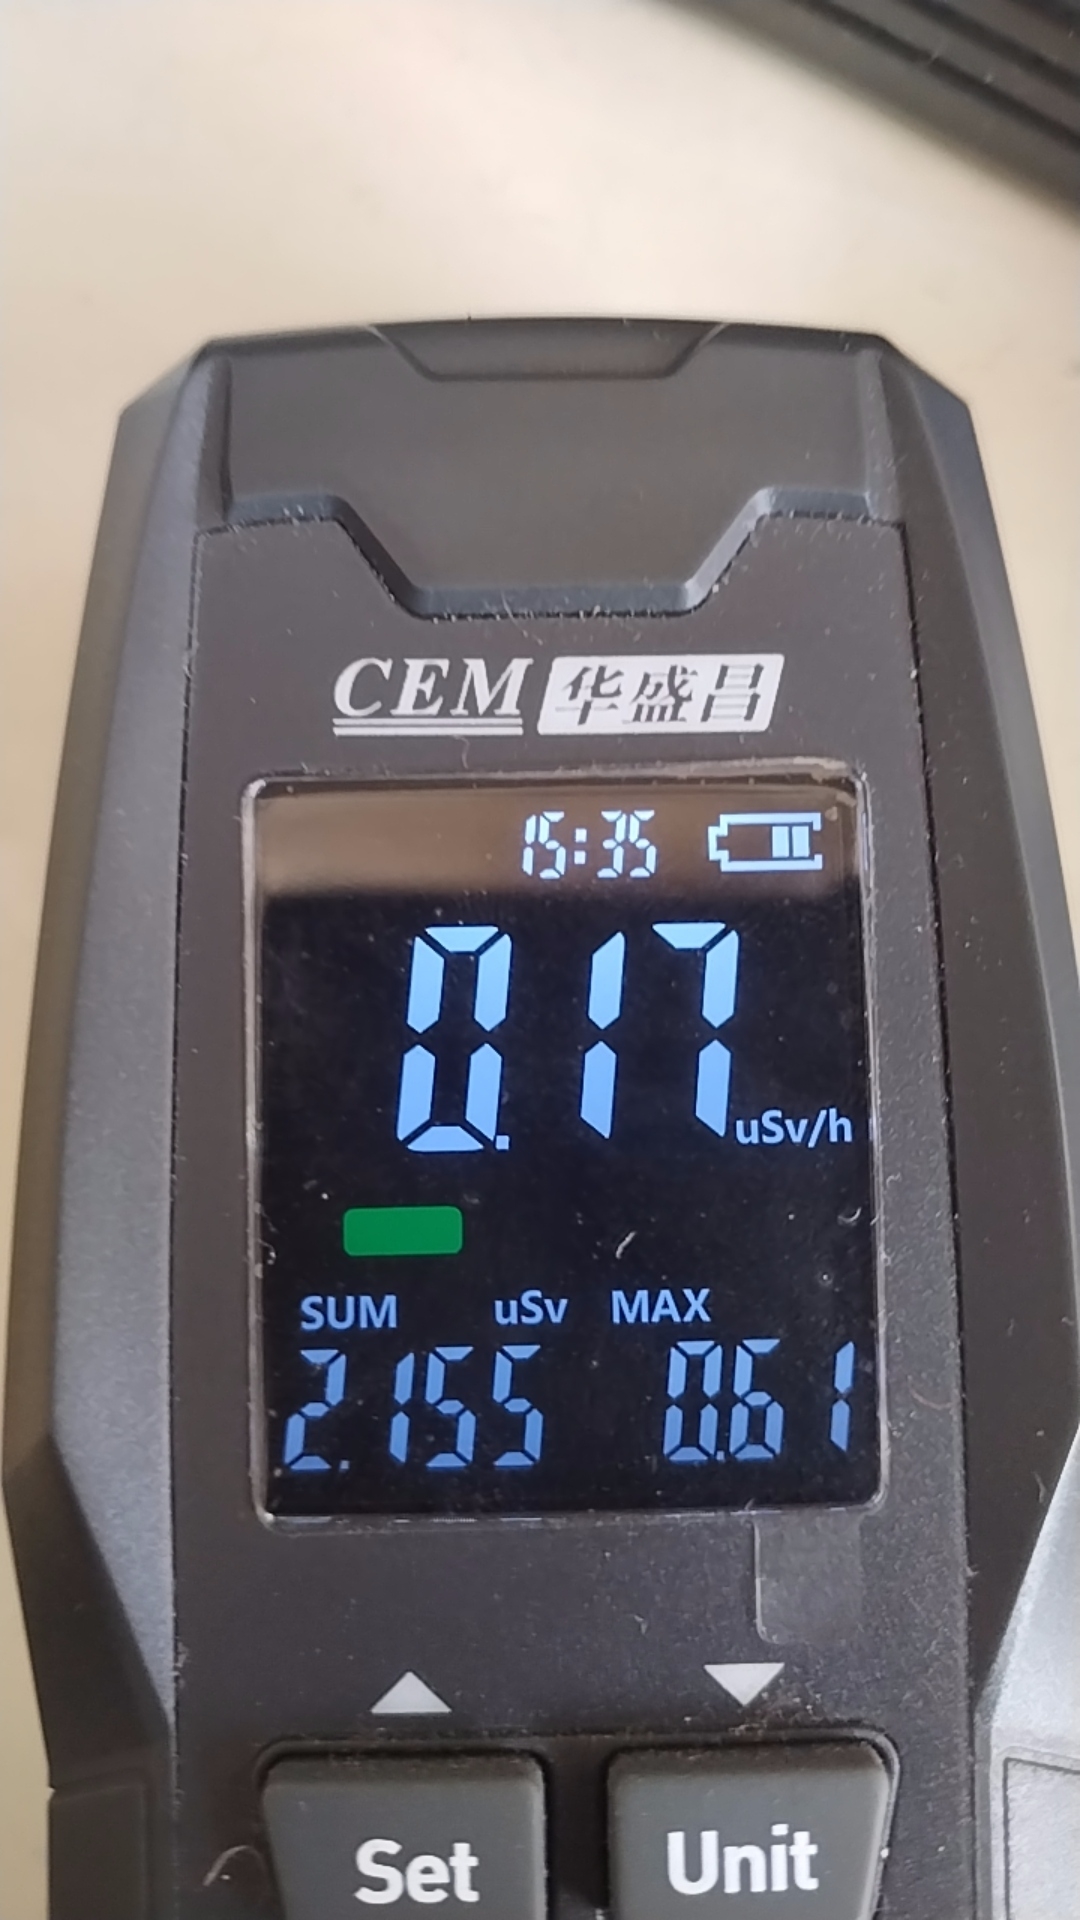 CEM 华盛昌
15:35
0.17 uSv/h
SUM uSv MAX
2.155 0.61
Set Unit